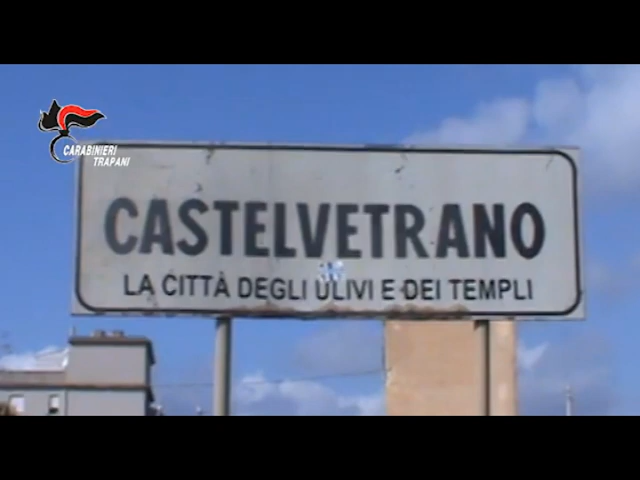 CARABINIERI
TRAPANI
CASTELVETRANO
LA CITTÀ DEGLI ULIVI E DEI TEMPLI